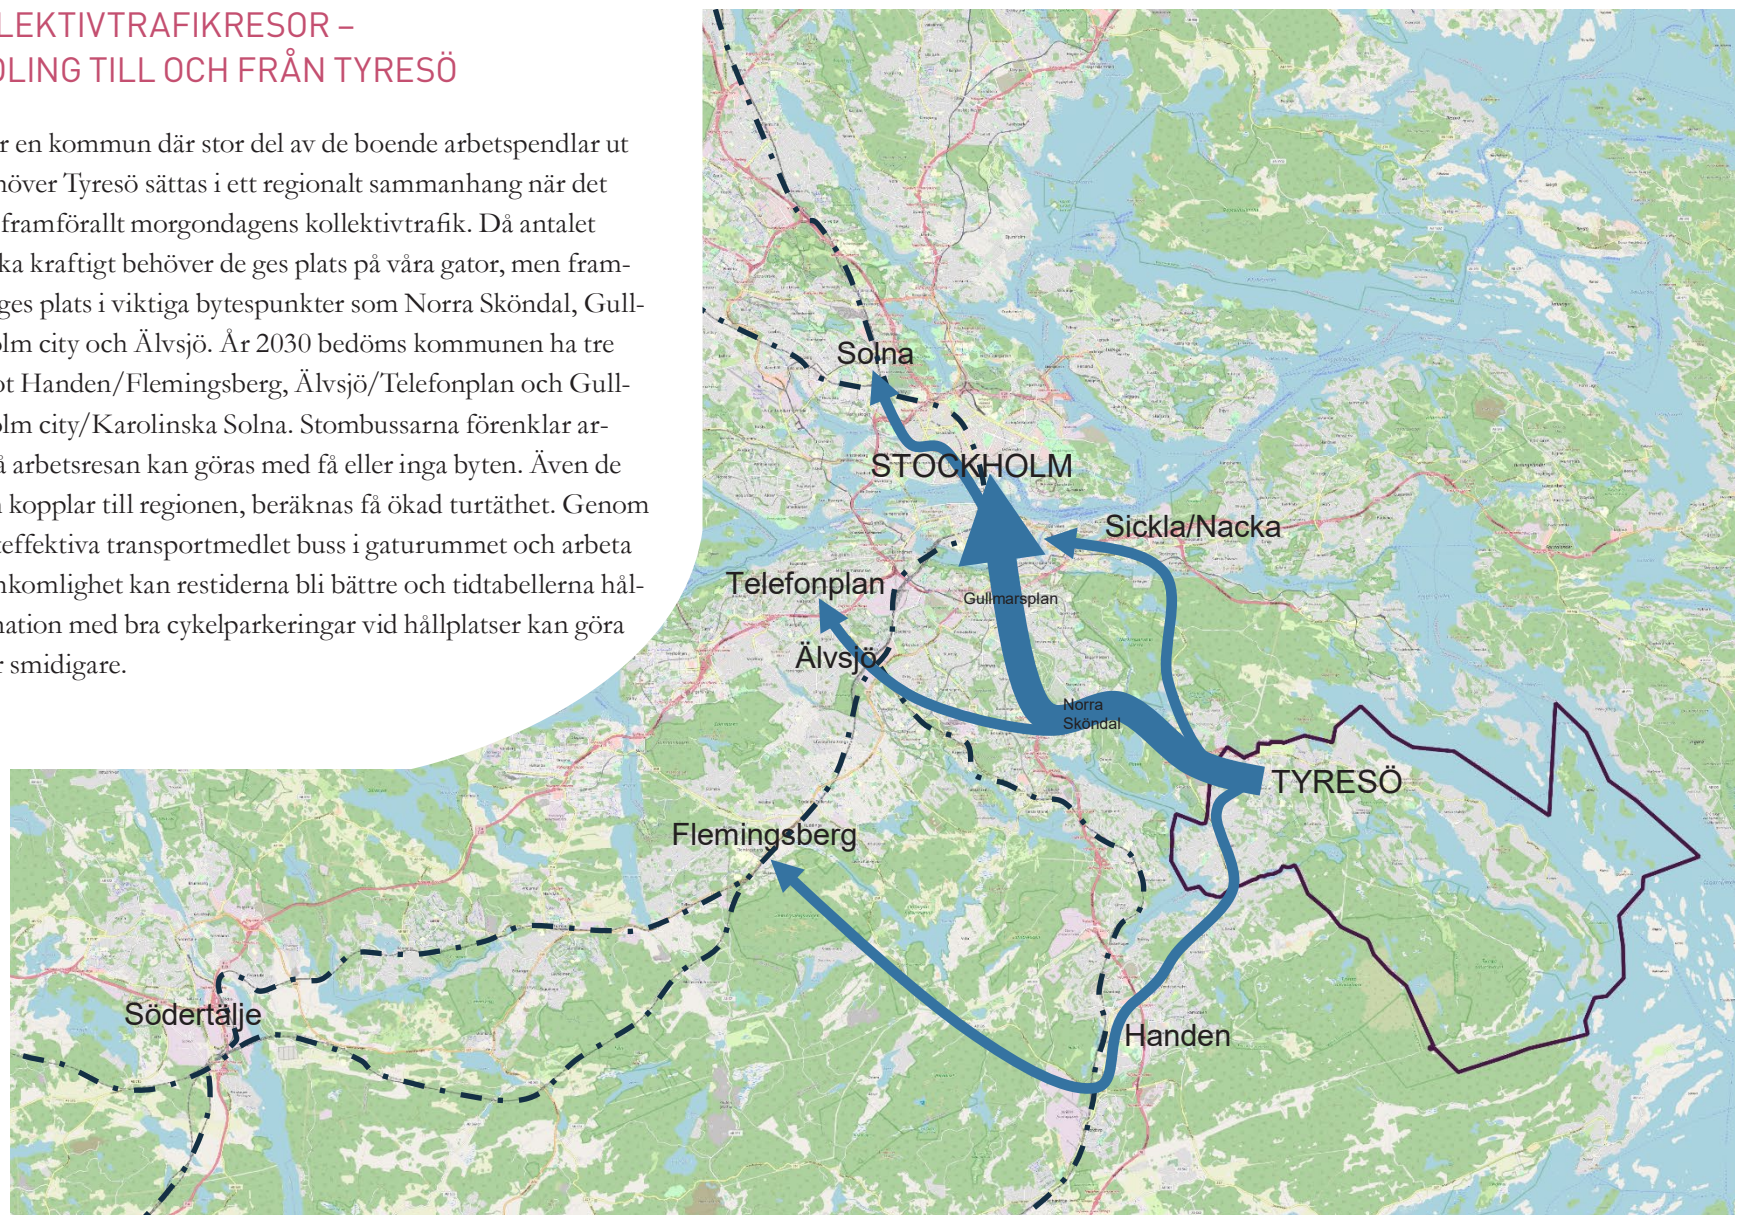 LEKTIVTRAFIKRESOR –
DLING TILL OCH FRÅN TYRESÖ
r en kommun där stor del av de boende arbetspendlar ut
höver Tyresö sättas i ett regionalt sammanhang när det
framförallt morgondagens kollektivtrafik. Då antalet
ka kraftigt behöver de ges plats på våra gator, men fram-
ges plats i viktiga bytespunkter som Norra Sköndal, Gull-
olm city och Älvsjö. År 2030 bedöms kommunen ha tre
ot Handen/Flemingsberg, Älvsjö/Telefonplan och Gull-
olm city/Karolinska Solna. Stombussarna förenklar ar-
å arbetsresan kan göras med få eller inga byten. Även de
n kopplar till regionen, beräknas få ökad turtäthet. Genom
teffektiva transportmedlet buss i gaturummet och arbeta
mkomlighet kan restiderna bli bättre och tidtabellerna hål-
nation med bra cykelparkeringar vid hållplatser kan göra
r smidigare.
Solna
STOCKHOLM
Sickla/Nacka
Telefonplan
Gullmarsplan
Älvsjö
Norra
Sköndal
TYRESÖ
Flemingsberg
Södertälje
Handen